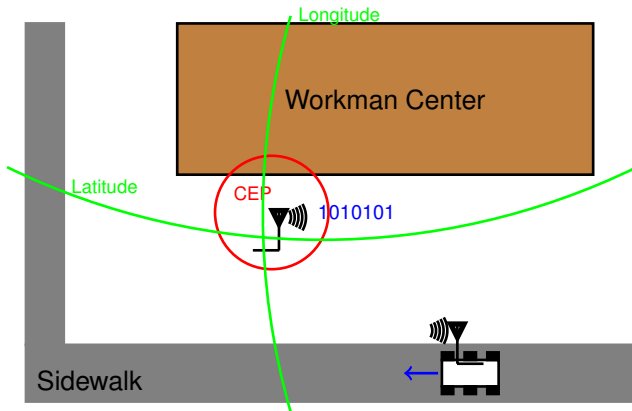 Longitude
Workman Center
Latitude
CEP
1010101
Sidewalk